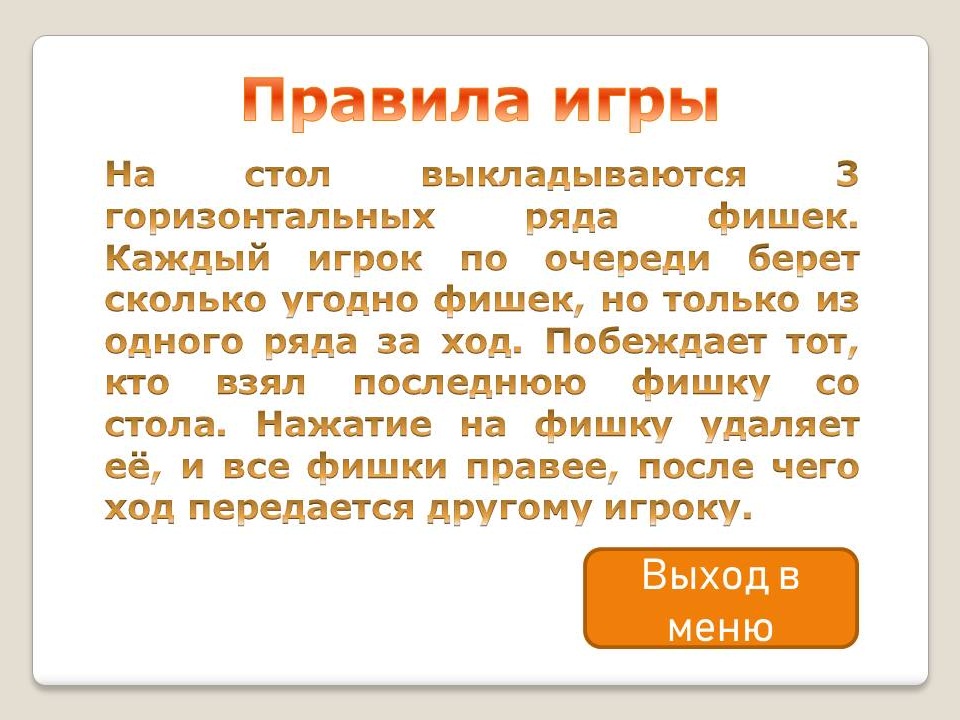 Правила игры
На стол выкладываются 3
горизонтальных ряда фишек.
Каждый игрок по очереди берет
сколько угодно фишек, но только из
одного ряда за ход. Побеждает тот,
кто взял последнюю фишку со
стола. Нажатие на фишку удаляет
её, и все фишки правее, после чего
ход передается другому игроку.
Выход в
меню